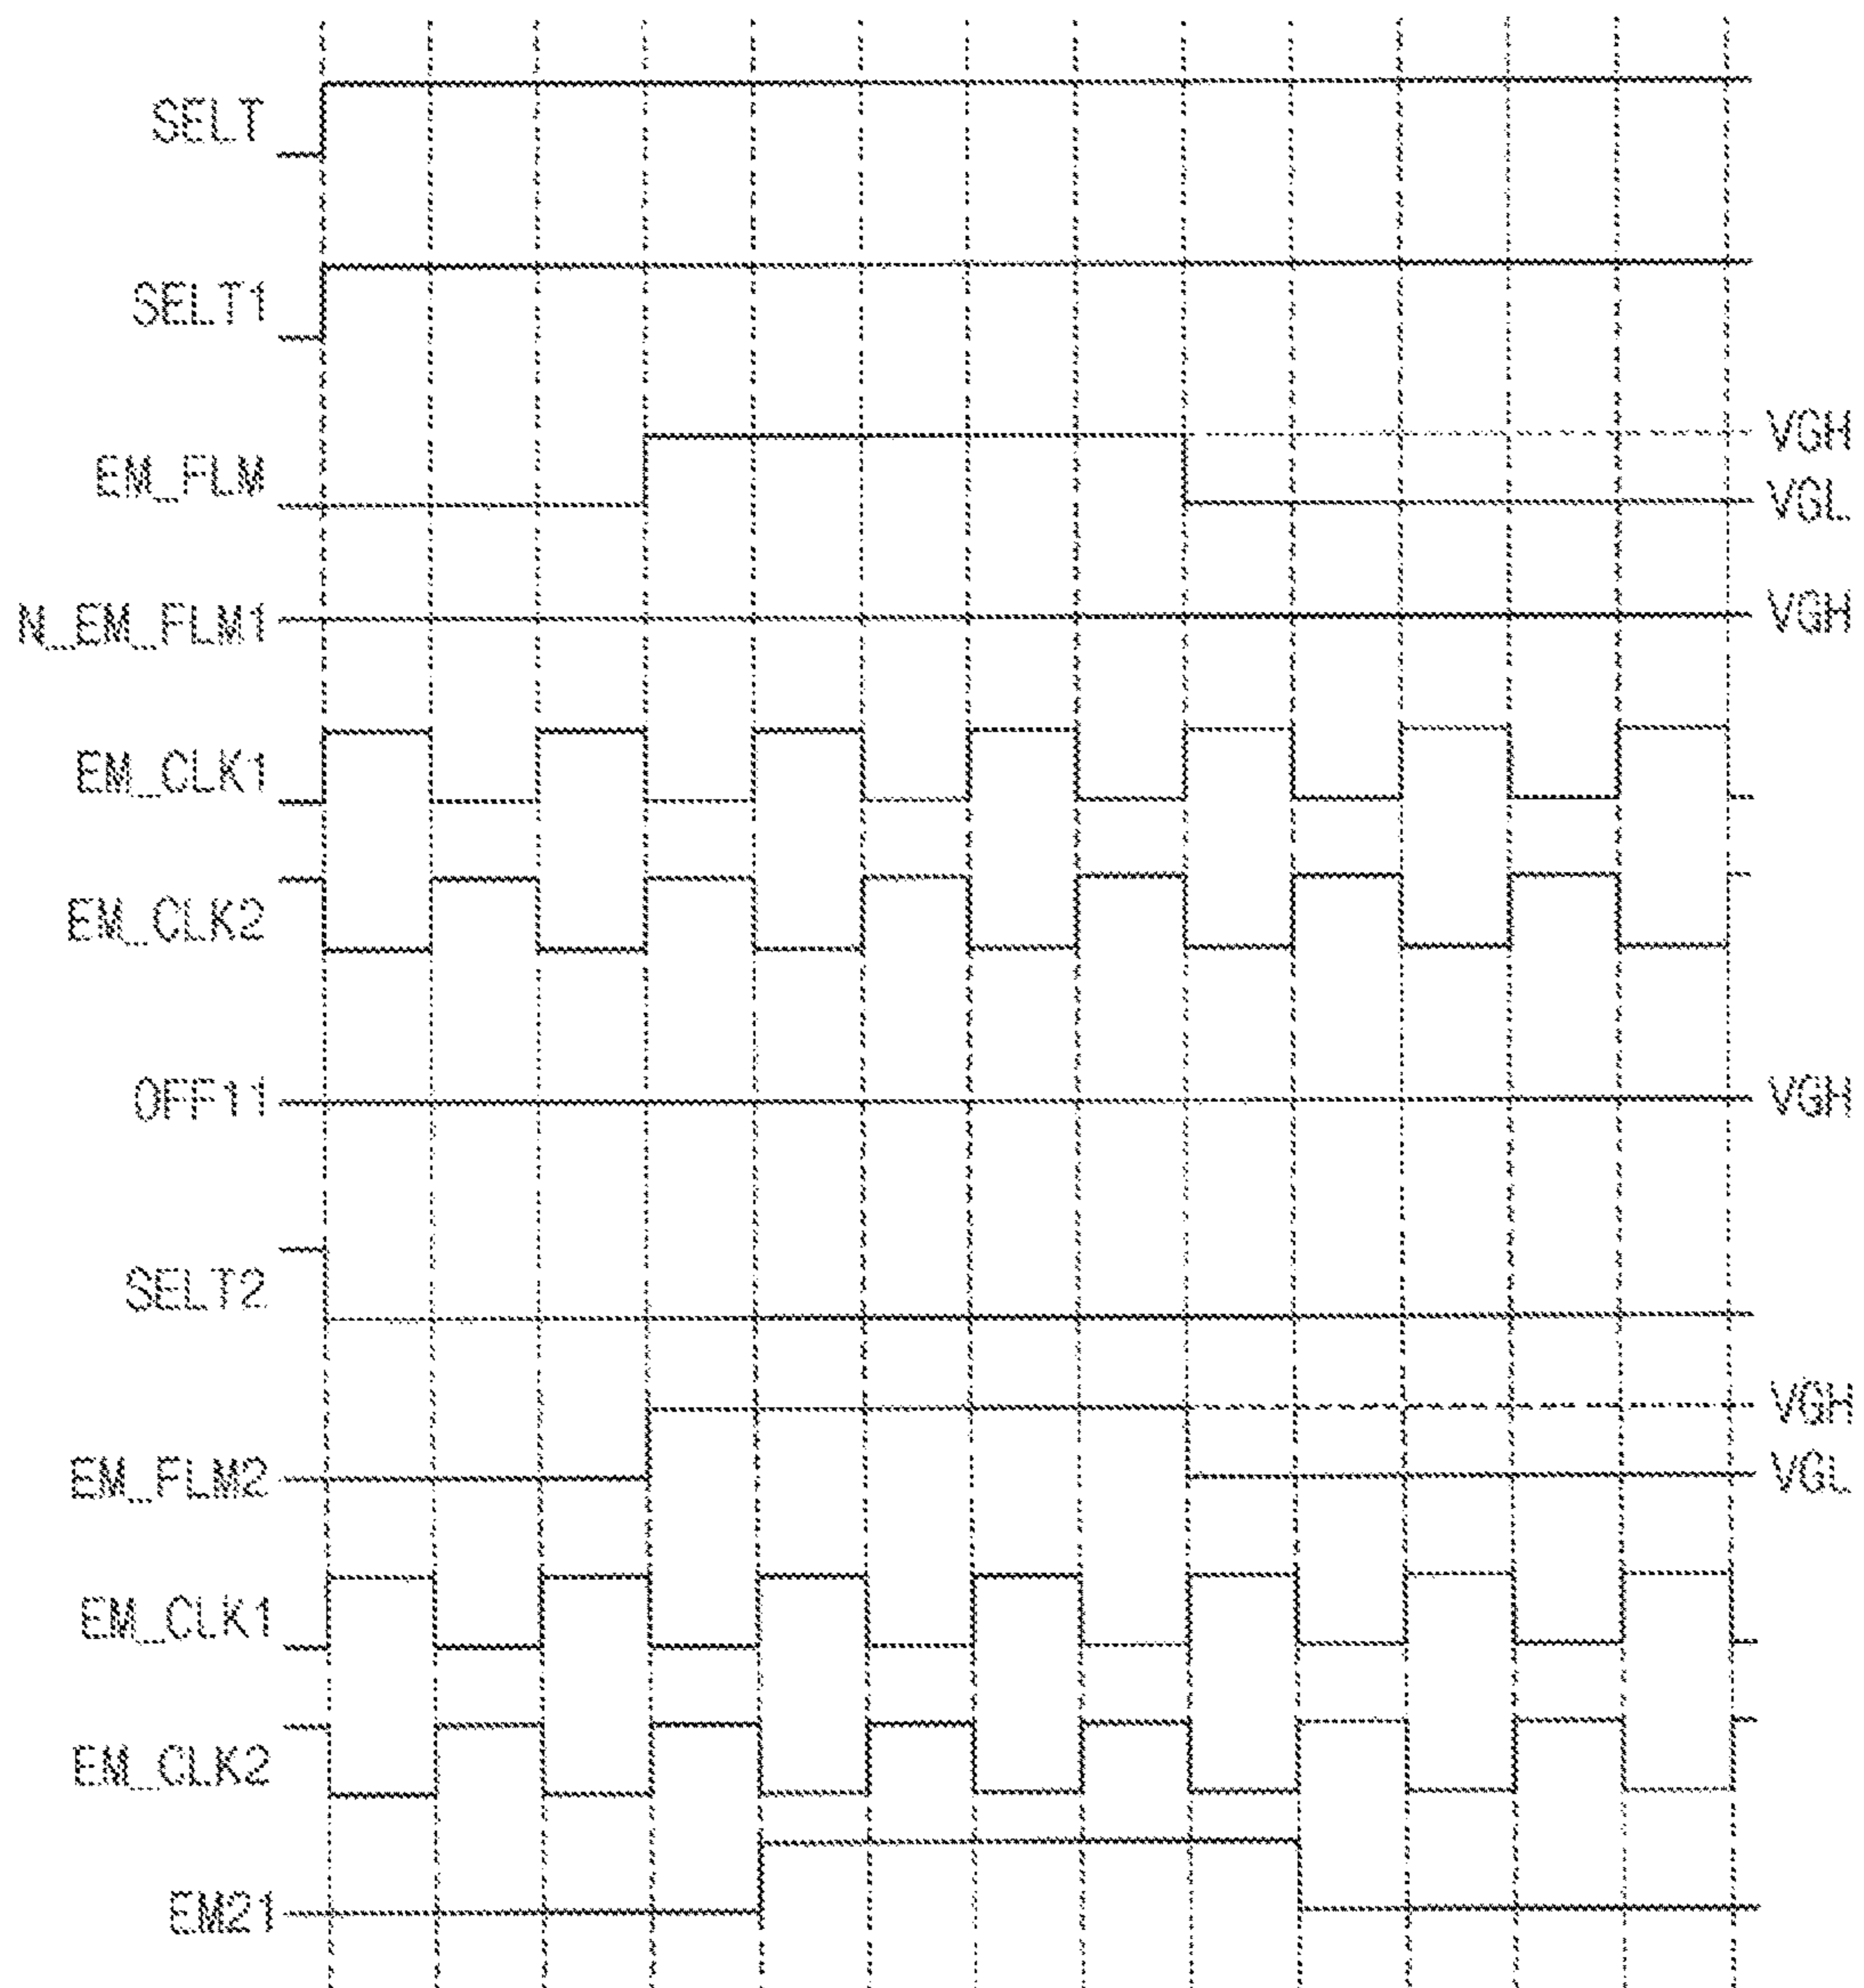 SELT
SELT1
EM_FLM
VGH
VGL
N_EM_FLM1
VGH
EM_CLK1
EM_CLK2
OFF11
VGH
SELT2
EM_FLM2
VGH
VGL
EM_CLK1
EM_CLK2
EM21